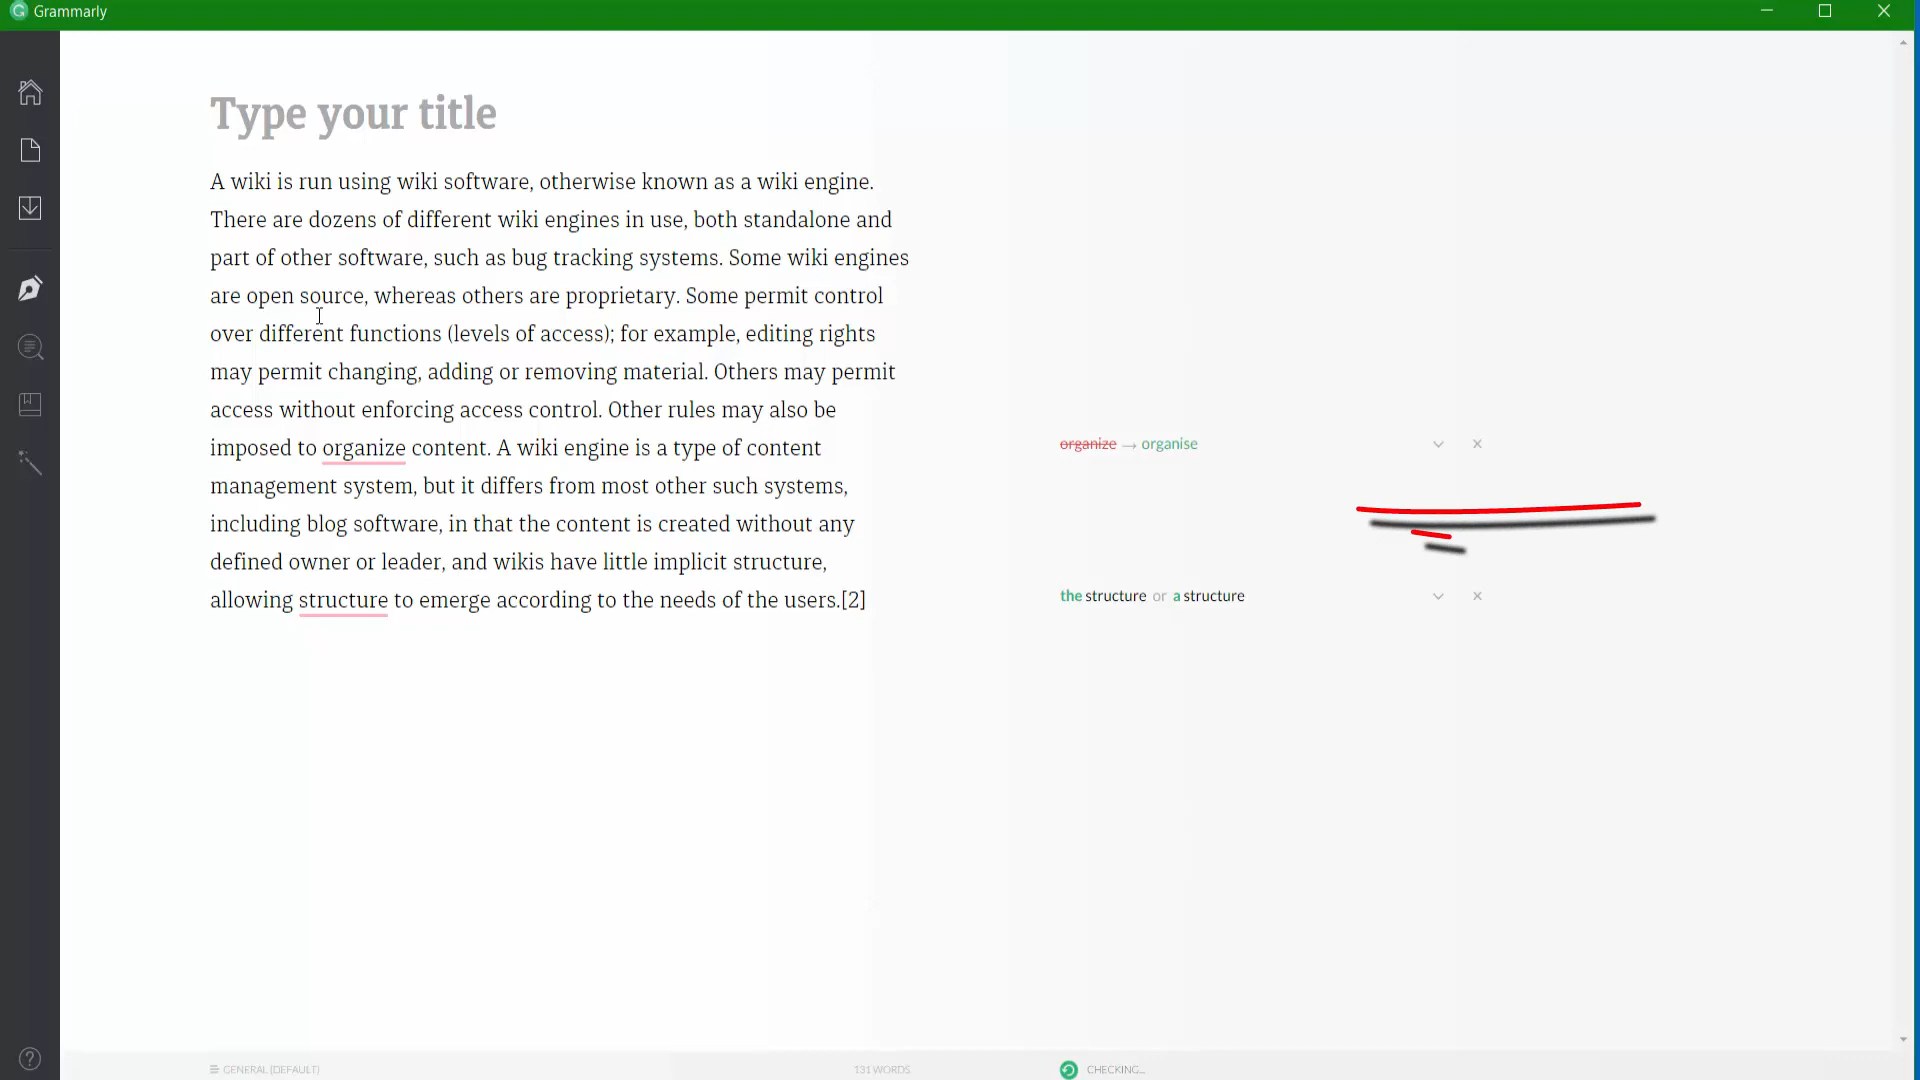 Grammarly
Type your title
A wiki is run using wiki software, otherwise known as a wiki engine.
There are dozens of different wiki engines in use, both standalone and
part of other software, such as bug tracking systems. Some wiki engines
are open source, whereas others are proprietary. Some permit control
over different functions (levels of access); for example, editing rights
may permit changing, adding or removing material. Others may permit
access without enforcing access control. Other rules may also be
imposed to organize content. A wiki engine is a type of content
management system, but it differs from most other such systems,
including blog software, in that the content is created without any
defined owner or leader, and wikis have little implicit structure,
allowing structure to emerge according to the needs of the users.[2]
organize → organise
the structure or a structure
GENERAL (DEFAULT)
131 WORDS
CHECKING...